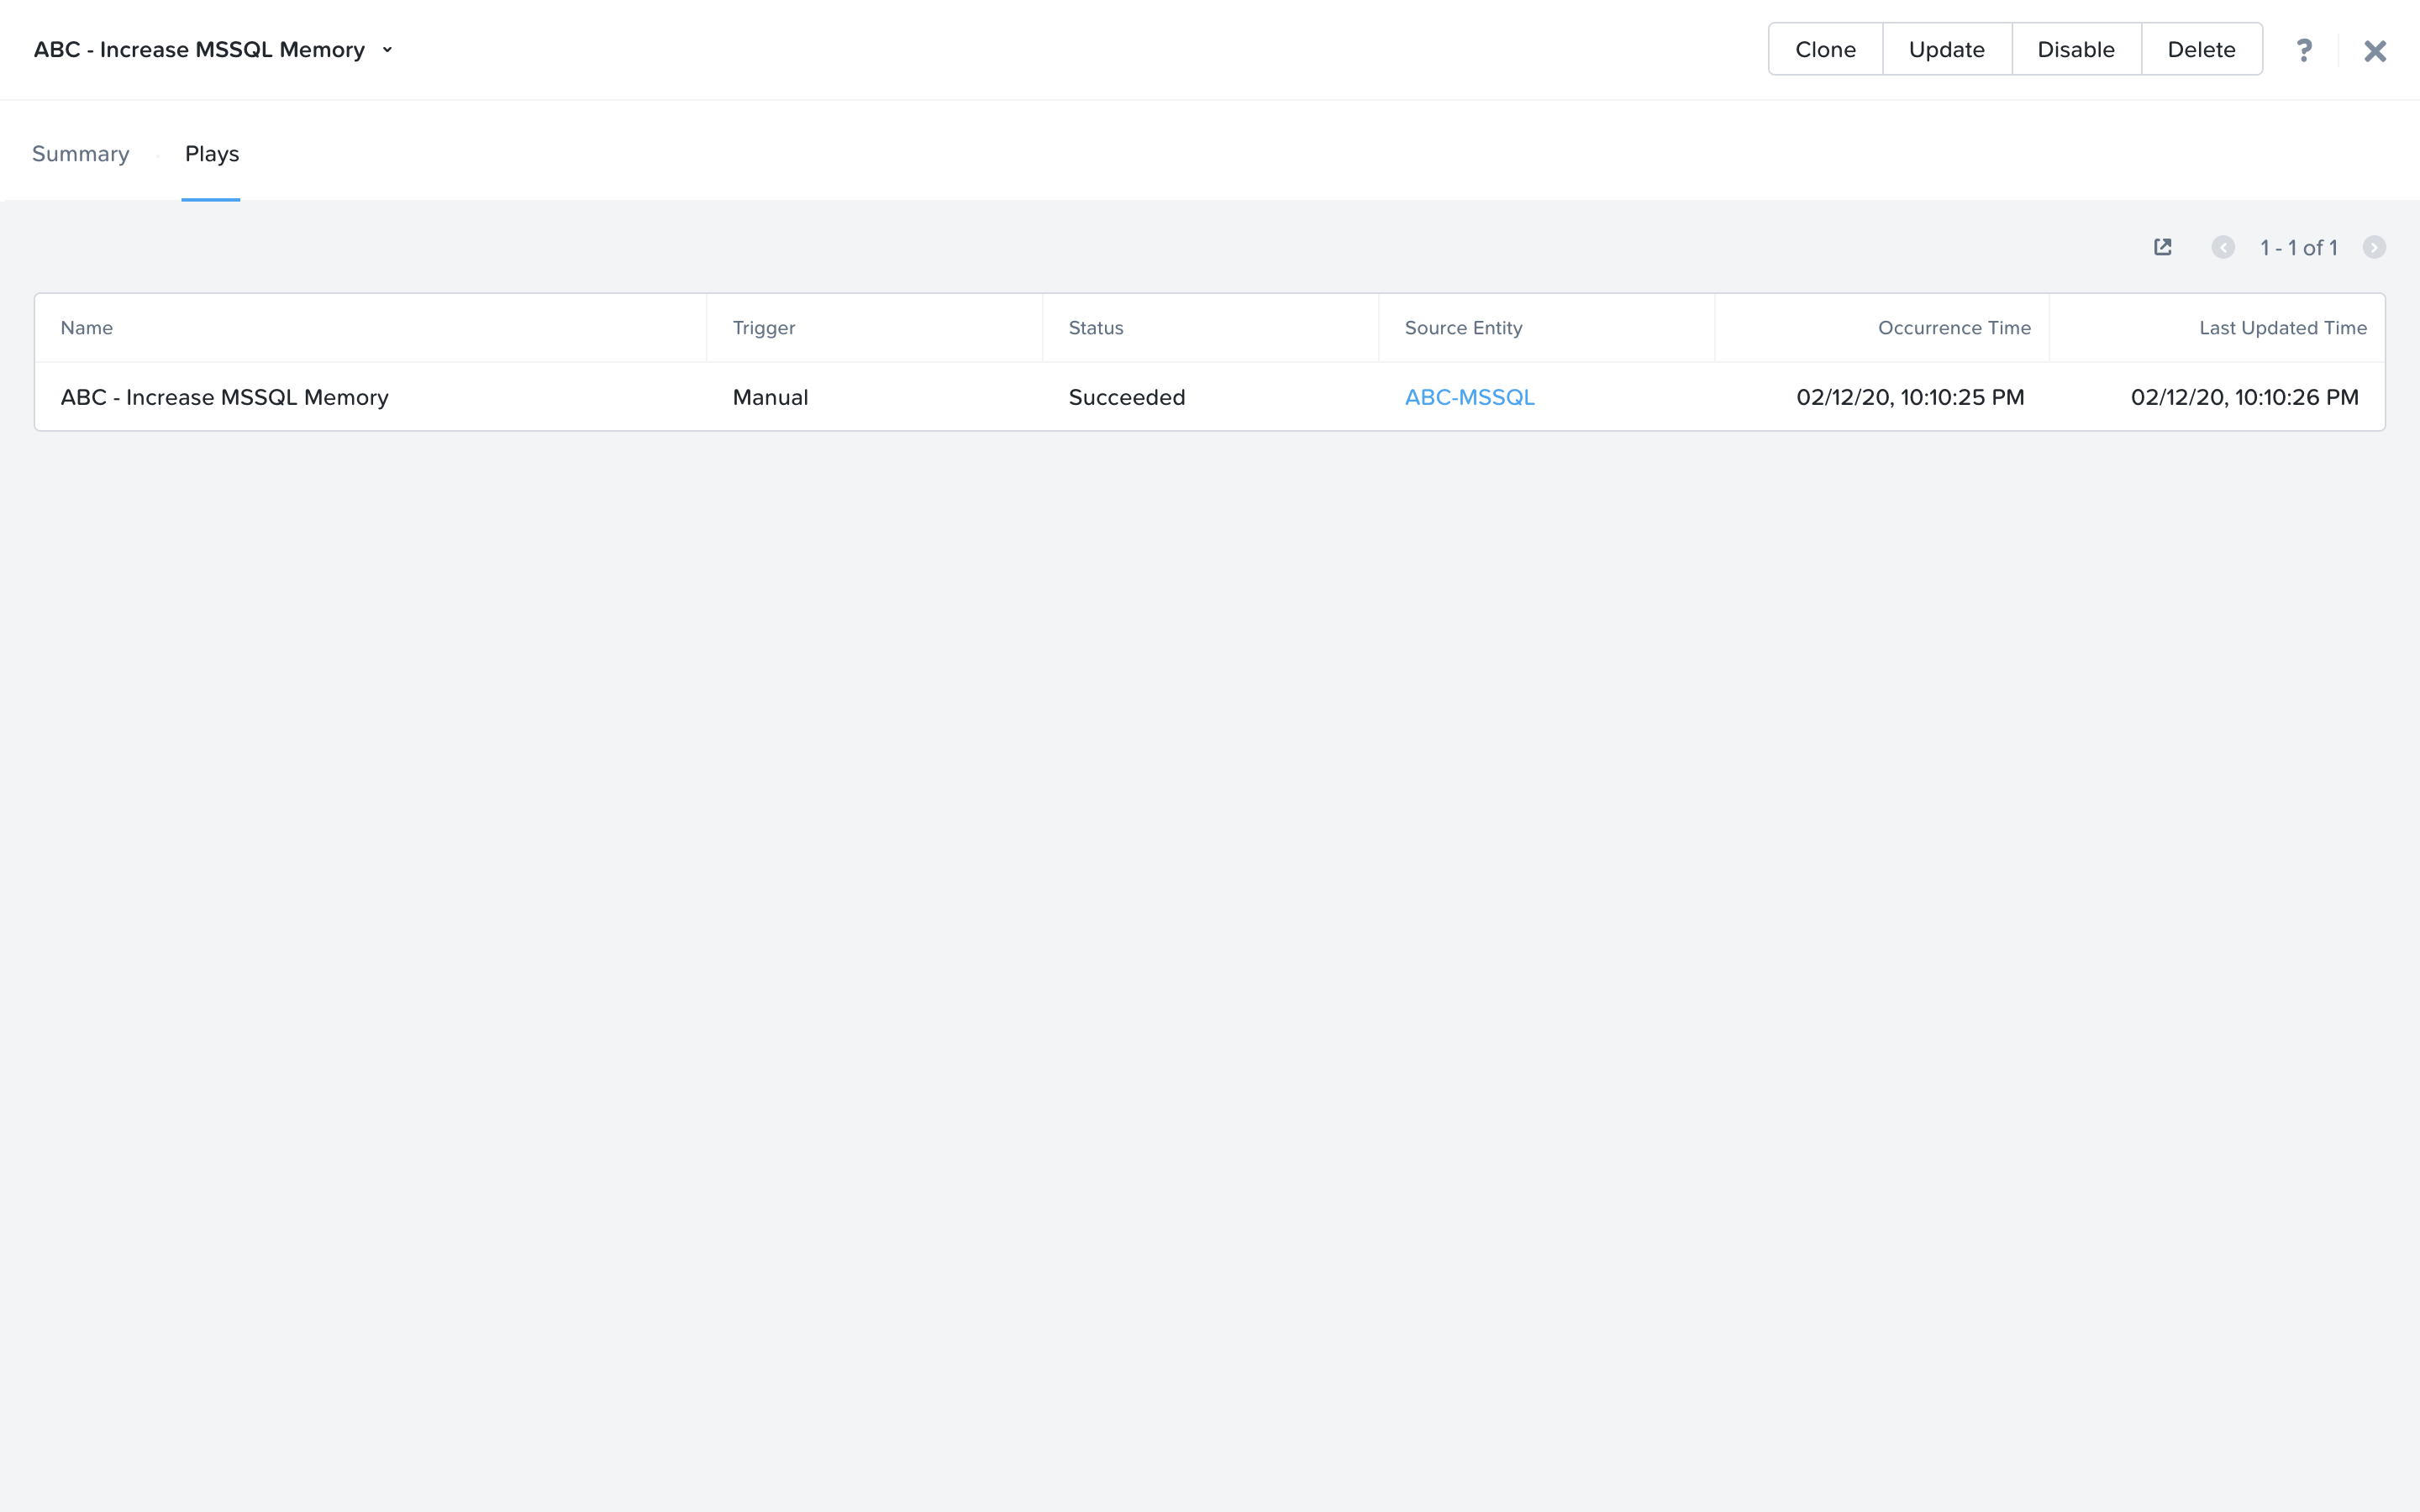 ABC - Increase MSSQL Memory
Clone Update Disable Delete ?
Summary Plays
1 - 1 of 1
Name Trigger Status Source Entity Occurrence Time Last Updated Time
ABC - Increase MSSQL Memory Manual Succeeded ABC-MSSQL 02/12/20, 10:10:25 PM 02/12/20, 10:10:26 PM